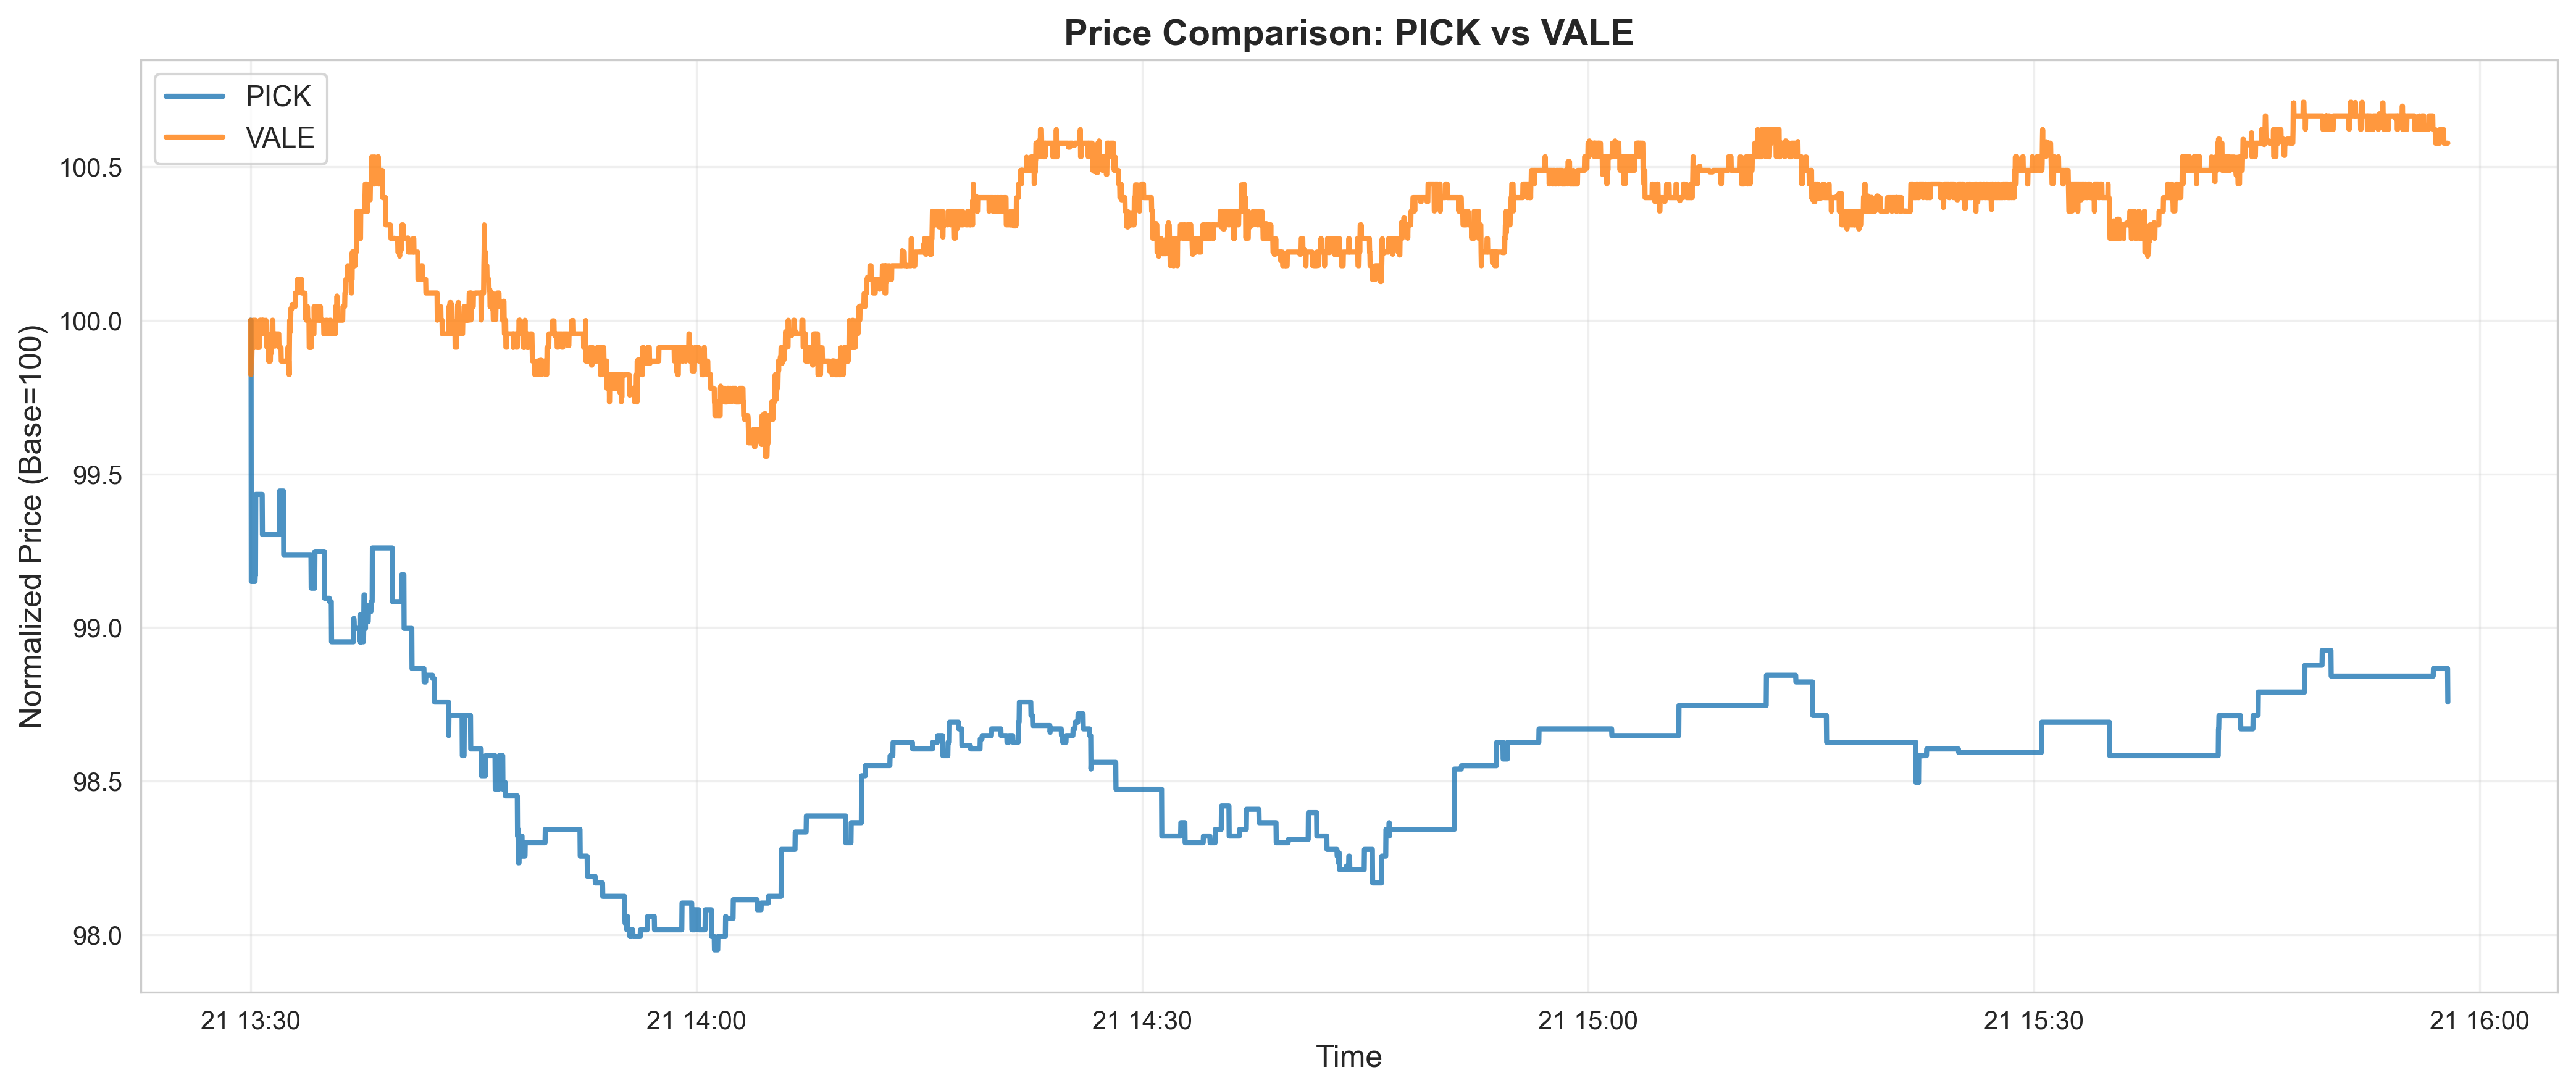 Price Comparison: PICK vs VALE
PICK
VALE
Normalized Price (Base=100)
100.5
100.0
99.5
99.0
98.5
98.0
21 13:30
21 14:00
21 14:30
21 15:00
21 15:30
21 16:00
Time